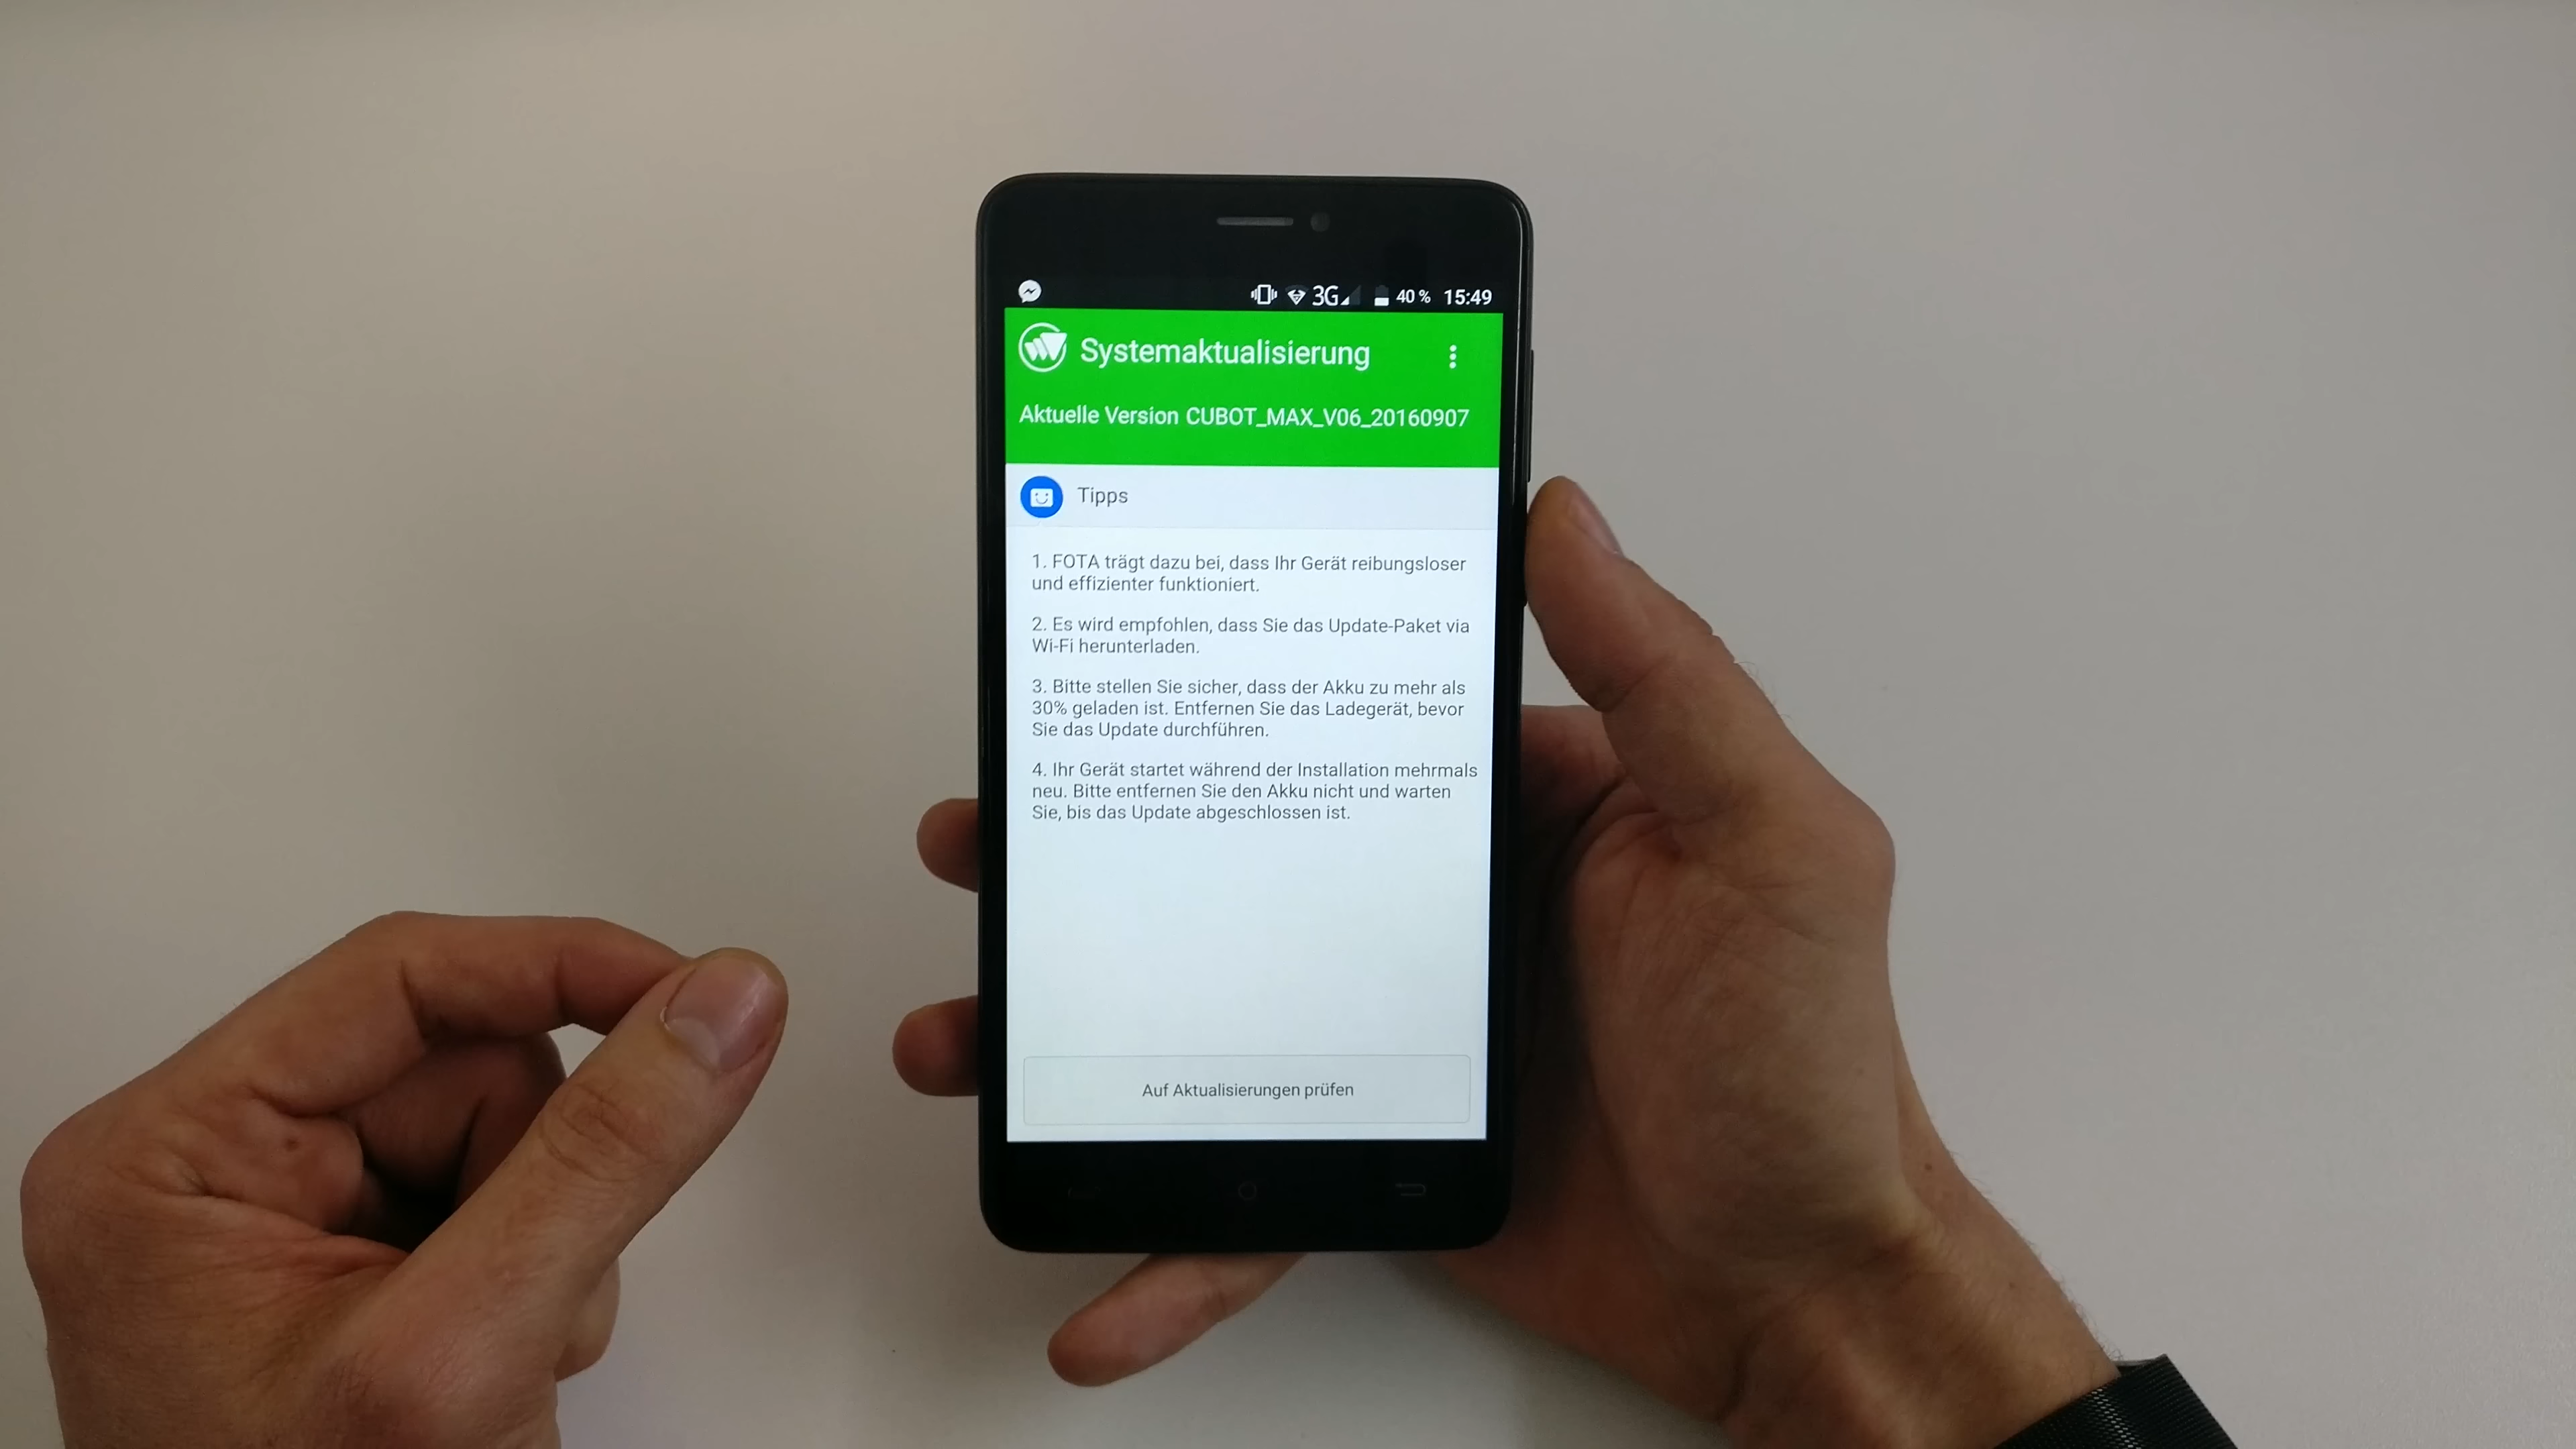 3G 40 % 15:49
Systemaktualisierung
Aktuelle Version CUBOT_MAX_V06_20160907
Tipps
1. FOTA trägt dazu bei, dass Ihr Gerät reibungsloser
und effizienter funktioniert.
2. Es wird empfohlen, dass Sie das Update-Paket via
Wi-Fi herunterladen.
3. Bitte stellen Sie sicher, dass der Akku zu mehr als
30% geladen ist. Entfernen Sie das Ladegerät, bevor
Sie das Update durchführen.
4. Ihr Gerät startet während der Installation mehrmals
neu. Bitte entfernen Sie den Akku nicht und warten
Sie, bis das Update abgeschlossen ist.
Auf Aktualisierungen prüfen